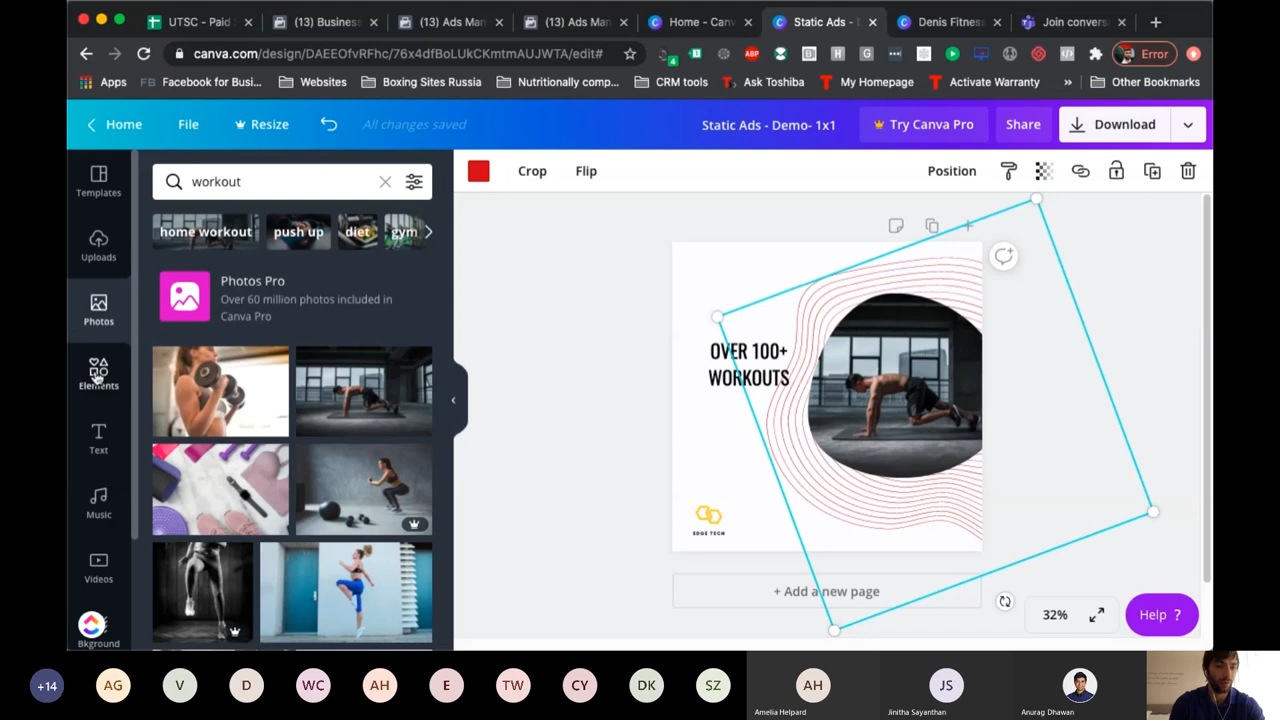 UTSC - Paid
(13) Business
(13) Ads Man
(13) Ads Man
Home - Canv
Static Ads - D
Denis Fitness
Join convers
canva.com/design/DAEEOfvRFhc/76x4dfBoLUkCKmtmAUJWTA/edit#
Error
Apps
FB Facebook for Busi...
Websites
Boxing Sites Russia
Nutritionally comp...
CRM tools
Ask Toshiba
My Homepage
Activate Warranty
»
Other Bookmarks
Home
File
Resize
All changes saved
Static Ads - Demo- 1x1
Try Canva Pro
Share
Download
Templates
Uploads
Photos
Elements
Text
Music
Videos
Bkground
workout
home workout
push up
diet
gym
Photos Pro
Over 60 million photos included in
Canva Pro
Crop
Flip
Position
OVER 100+
WORKOUTS
EDGE TECH
+ Add a new page
32%
Help ?
+14
AG
V
D
WC
AH
E
TW
CY
DK
SZ
AH
Amelia Helpard
JS
Jinitha Sayanthan
Anurag Dhawan